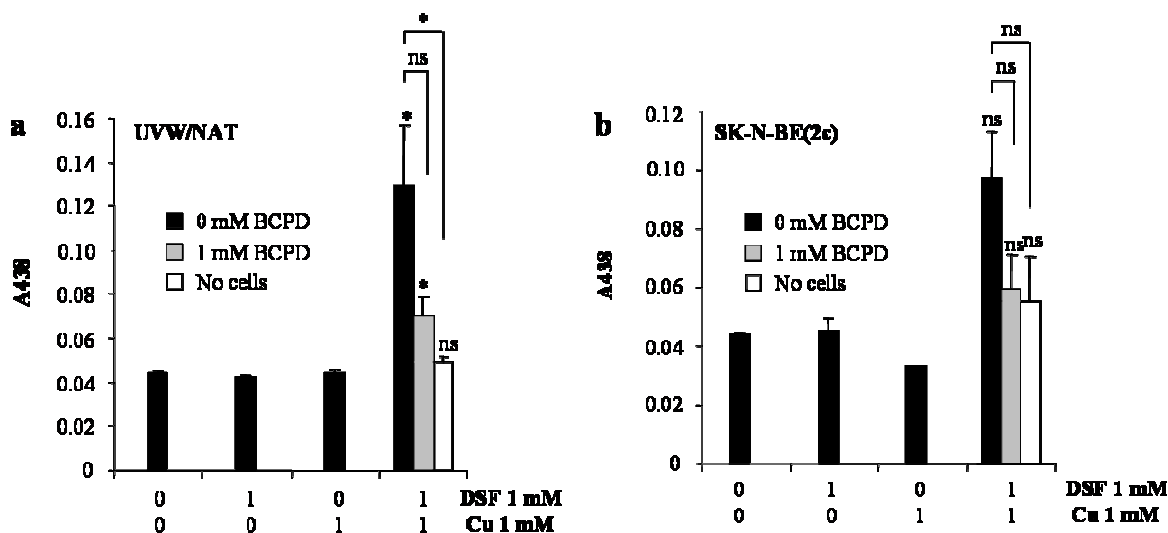 *
ns
a
UVW/NAT
*
0.16
0.14
0.12
0.10
0.08
0.06
0.04
0.02
0
A438
0 mM BCPD
1 mM BCPD
No cells
*
ns
0 1 0 1 DSF 1 mM
0 0 1 1 Cu 1 mM
ns
ns
b
SK-N-BE(2c)
ns
0.12
0.10
0.08
0.06
0.04
0.02
0
A438
0 mM BCPD
1 mM BCPD
No cells
ns ns
0 1 0 1 DSF 1 mM
0 0 1 1 Cu 1 mM